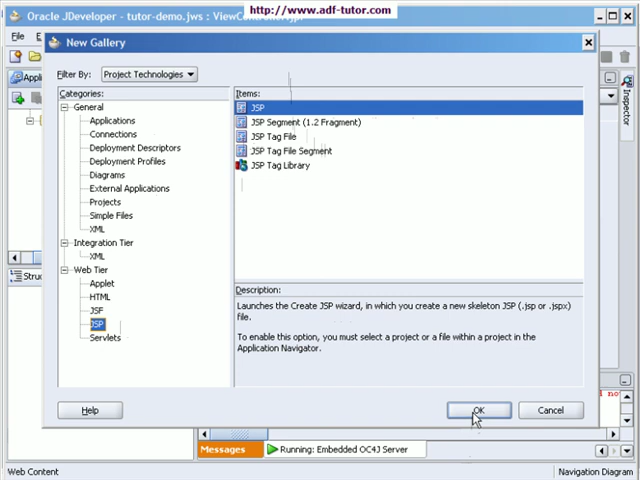 http://www.adf-tutor.com
Oracle JDeveloper - tutor-demo.jws : ViewController.jpr
File
New Gallery
Filter By: Project Technologies
Categories:
General
Applications
Connections
Deployment Descriptors
Deployment Profiles
Diagrams
External Applications
Projects
Simple Files
XML
Integration Tier
XML
Web Tier
Applet
HTML
JSF
JSP
Servlets
Items:
JSP
JSP Segment (1.2 Fragment)
JSP Tag File
JSP Tag File Segment
JSP Tag Library
Description:
Launches the Create JSP wizard, in which you create a new skeleton JSP (.jsp or .jspx)
file.
To enable this option, you must select a project or a file within a project in the
Application Navigator.
Help
OK
Cancel
Inspector
Messages
Running: Embedded OC4J Server
Web Content
Navigation Diagram